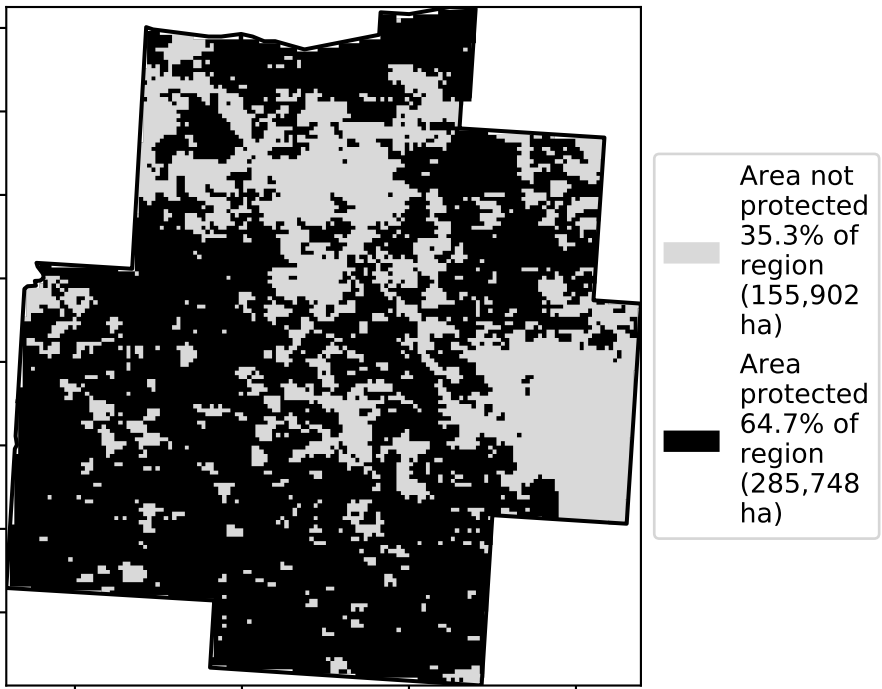 Area not
protected
35.3% of
region
(155,902
ha)
Area
protected
64.7% of
region
(285,748
ha)